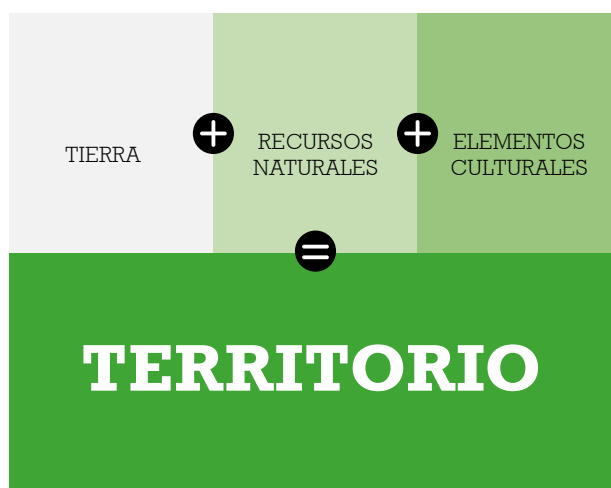 TIERRA
+
RECURSOS
NATURALES
+
ELEMENTOS
CULTURALES
=
TERRITORIO